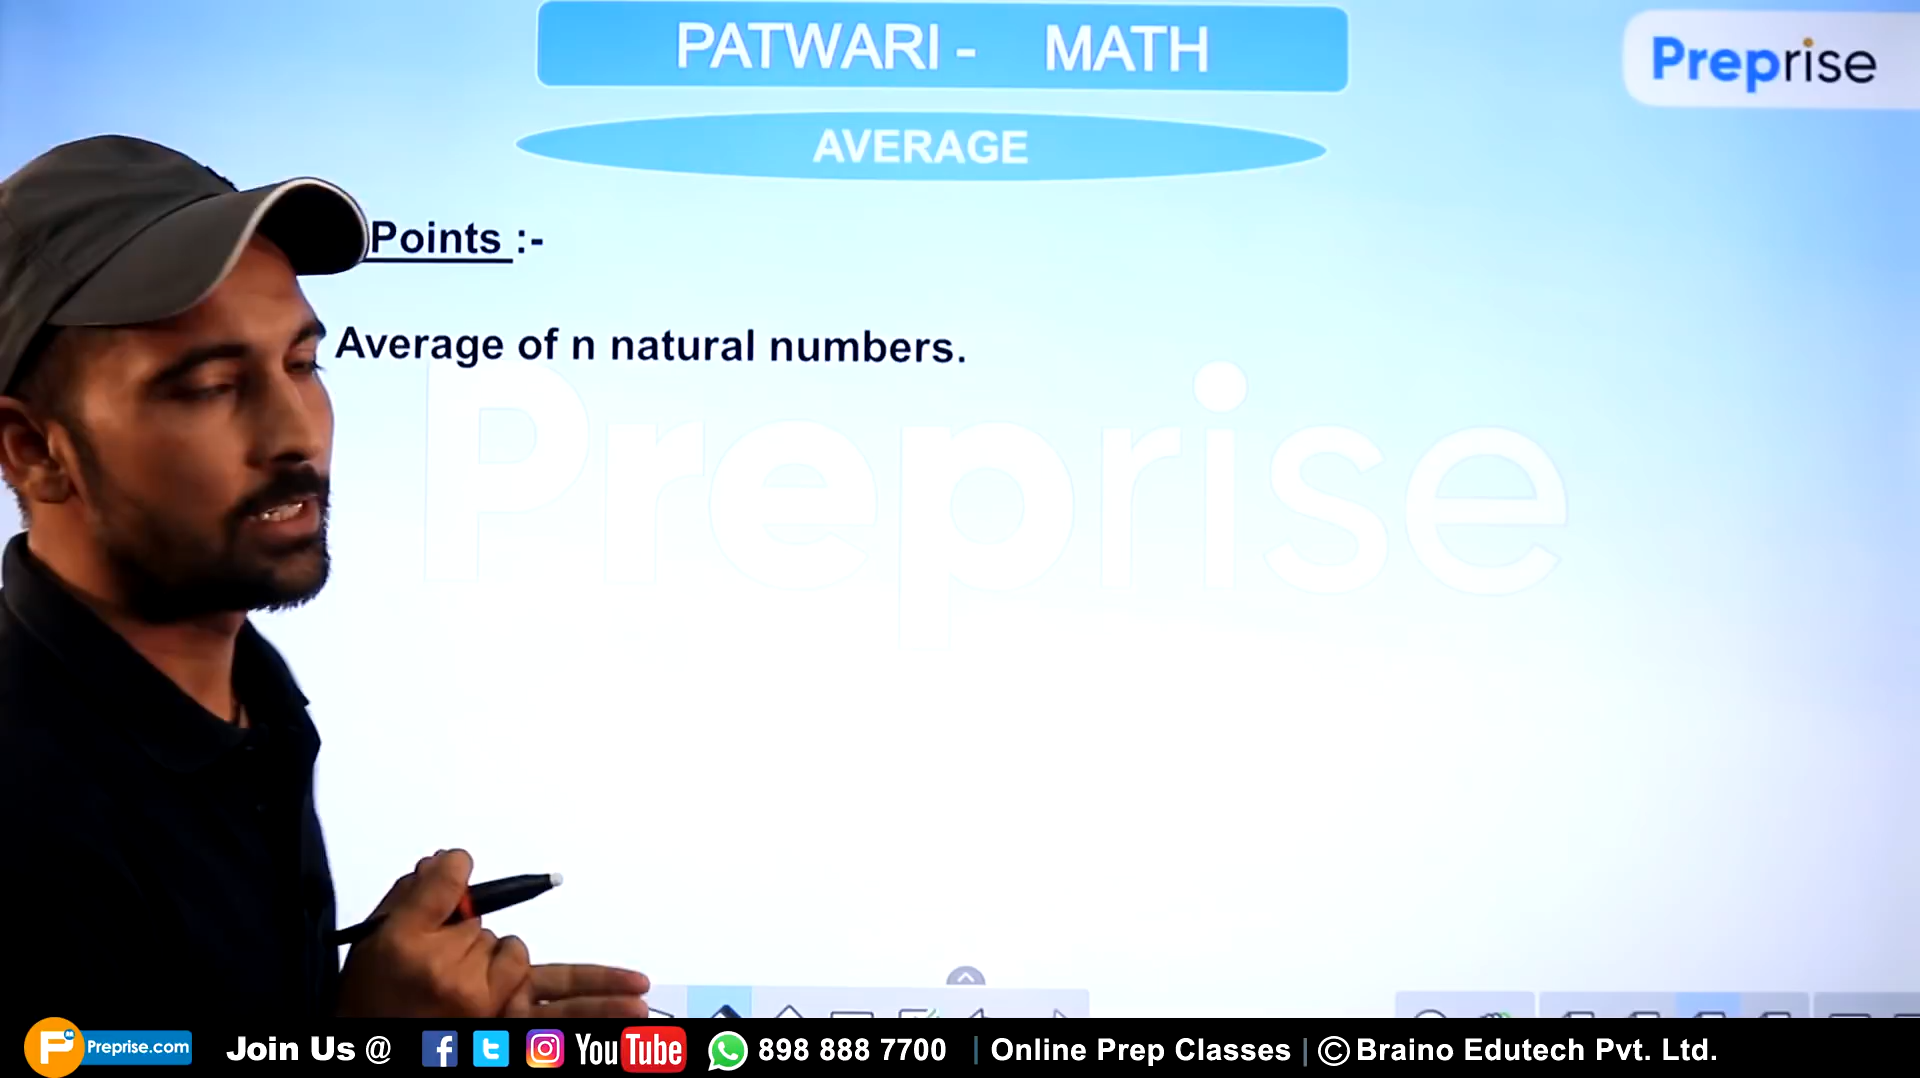 PATWARI - MATH
Preprise
AVERAGE
Points :-
Average of n natural numbers.
Preprise
P Preprise.com Join Us @ f YouTube 898 888 7700 | Online Prep Classes | © Braino Edutech Pvt. Ltd.